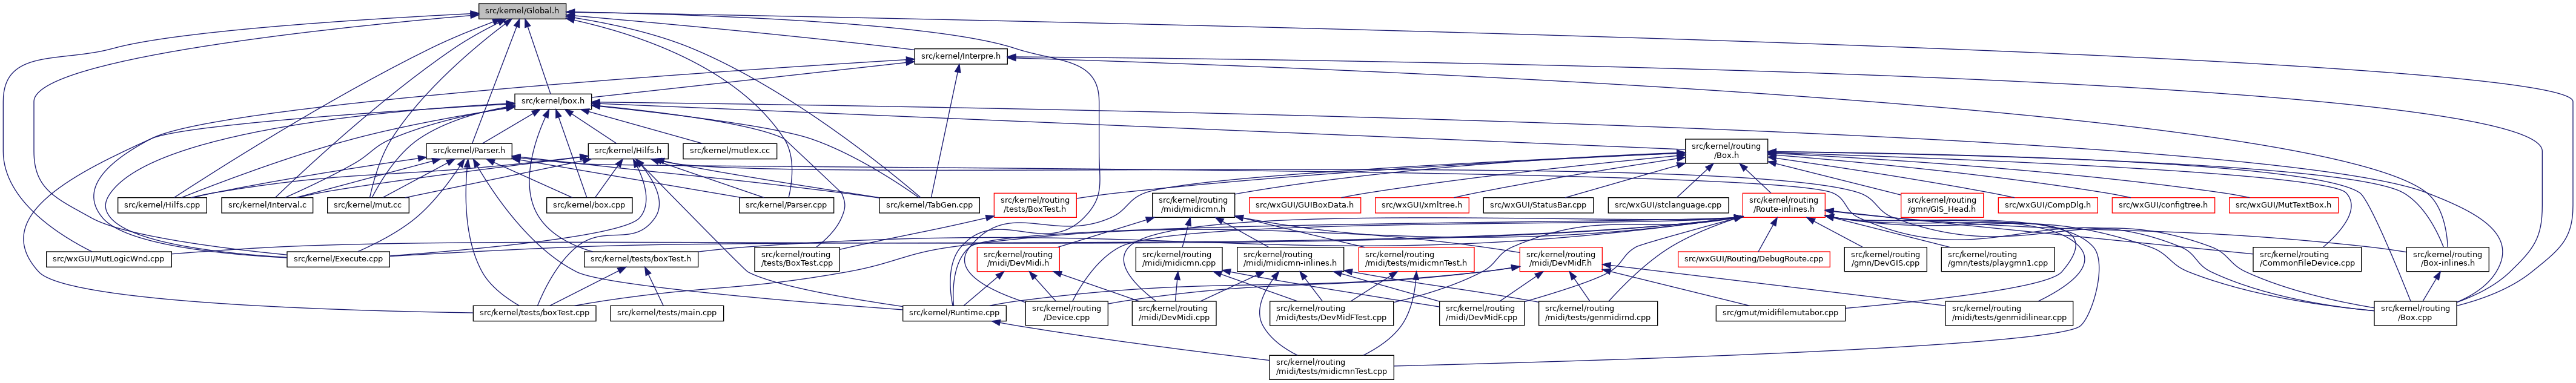 src/kernel/Global.h
src/kernel/Interpre.h
src/kernel/box.h
src/kernel/Parser.h
src/kernel/Hilfs.h
src/kernel/mutlex.cc
src/kernel/routing
/Box.h
src/kernel/Hilfs.cpp
src/kernel/Interval.c
src/kernel/mut.cc
src/kernel/box.cpp
src/kernel/Parser.cpp
src/kernel/TabGen.cpp
src/kernel/routing
/tests/BoxTest.h
src/kernel/routing
/midi/midicmn.h
src/wxGUI/GUIBoxData.h
src/wxGUI/xmltree.h
src/wxGUI/StatusBar.cpp
src/wxGUI/stclanguage.cpp
src/kernel/routing
/Route-inlines.h
src/kernel/routing
/gmn/GIS_Head.h
src/wxGUI/CompDlg.h
src/wxGUI/configtree.h
src/wxGUI/MutTextBox.h
src/wxGUI/MutLogicWnd.cpp
src/kernel/Execute.cpp
src/kernel/tests/boxTest.h
src/kernel/routing
/tests/BoxTest.cpp
src/kernel/routing
/midi/DevMidi.h
src/kernel/routing
/midi/midicmn.cpp
src/kernel/routing
/midi/midicmn-inlines.h
src/kernel/routing
/midi/tests/midicmnTest.h
src/kernel/routing
/midi/DevMidF.h
src/wxGUI/Routing/DebugRoute.cpp
src/kernel/routing
/gmn/DevGIS.cpp
src/kernel/routing
/gmn/tests/playgmn1.cpp
src/kernel/routing
/CommonFileDevice.cpp
src/kernel/routing
/Box-inlines.h
src/kernel/tests/boxTest.cpp
src/kernel/tests/main.cpp
src/kernel/Runtime.cpp
src/kernel/routing
/Device.cpp
src/kernel/routing
/midi/DevMidi.cpp
src/kernel/routing
/midi/tests/DevMidFTest.cpp
src/kernel/routing
/midi/DevMidF.cpp
src/kernel/routing
/midi/tests/genmidirnd.cpp
src/gmut/midifilemutabor.cpp
src/kernel/routing
/midi/tests/genmidilinear.cpp
src/kernel/routing
/Box.cpp
src/kernel/routing
/midi/tests/midicmnTest.cpp